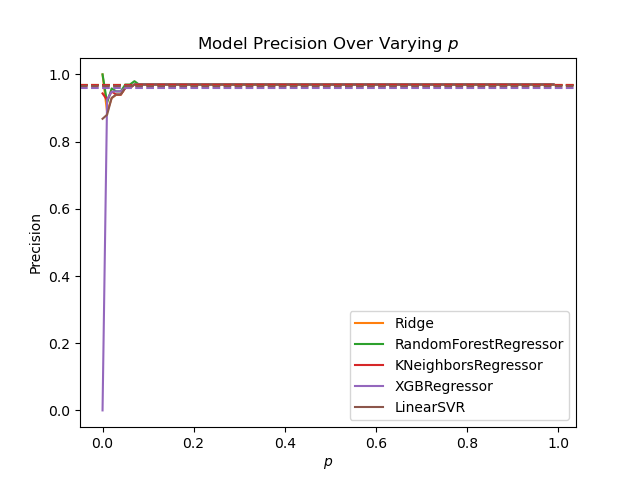 Model Precision Over Varying p
1.0
0.8
0.6
0.4
0.2
0.0
Precision
Ridge
RandomForestRegressor
KNeighborsRegressor
XGBRegressor
LinearSVR
0.0 0.2 0.4 0.6 0.8 1.0
p